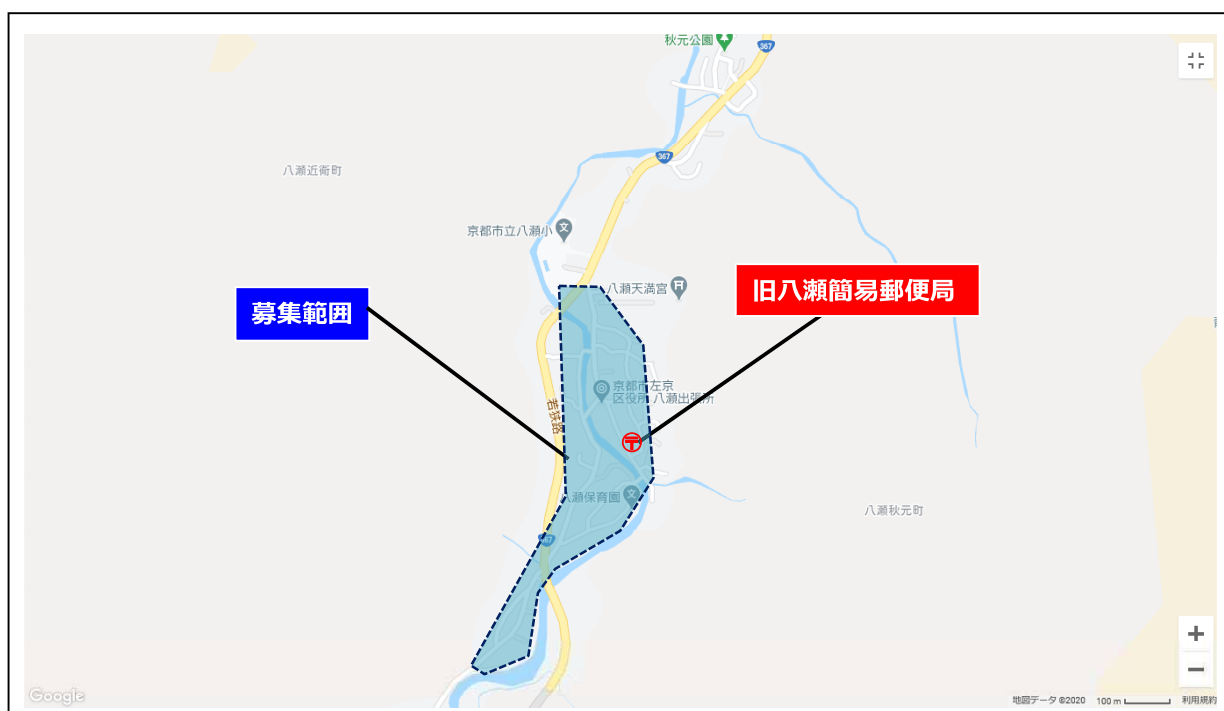 秋元公園
367
367
八瀬近衛町
京都市立八瀬小
八瀬天満宮
旧八瀬簡易郵便局
募集範囲
京都市左京
区役所 八瀬出張所
若狭路
八瀬保育園
八瀬秋元町
367
Google
地図データ ©2020
100 m
利用規約